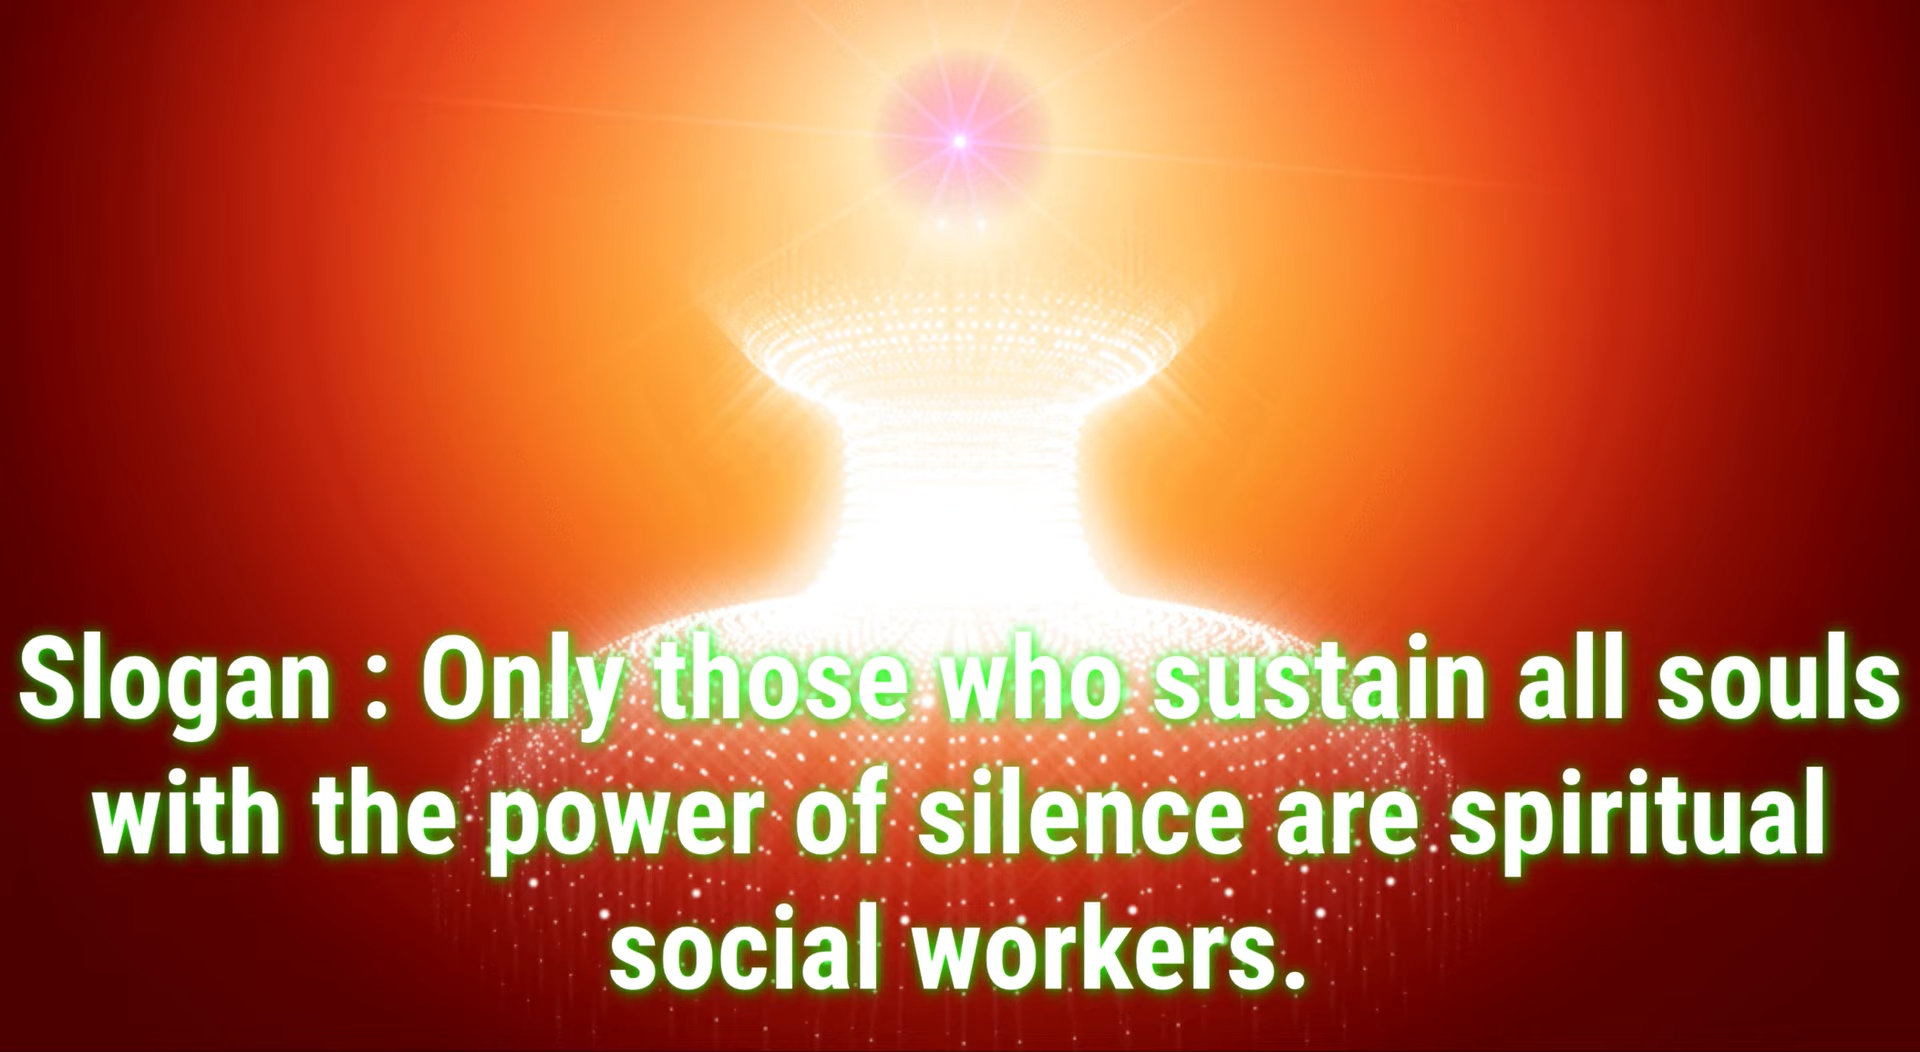 Slogan : Only those who sustain all souls
with the power of silence are spiritual
social workers.